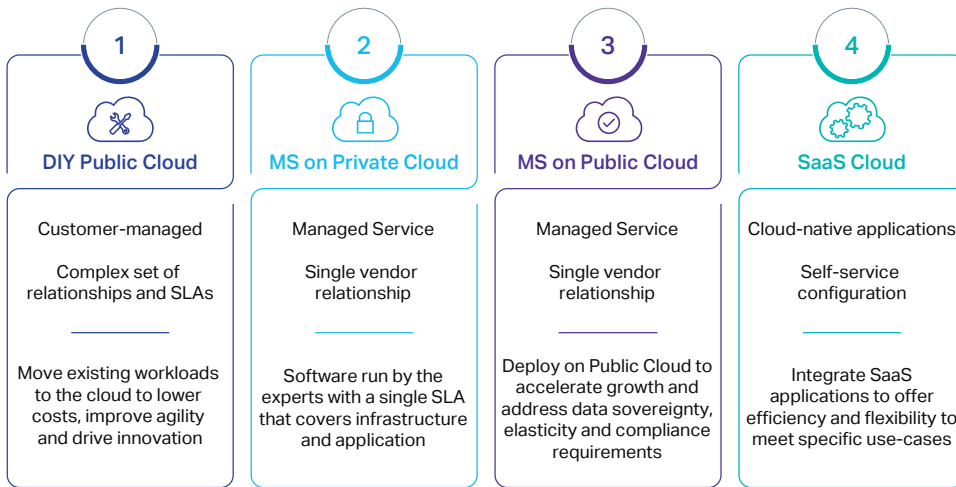 1
DIY Public Cloud
Customer-managed
Complex set of
relationships and SLAs
Move existing workloads
to the cloud to lower
costs, improve agility
and drive innovation
2
MS on Private Cloud
Managed Service
Single vendor
relationship
Software run by the
experts with a single SLA
that covers infrastructure
and application
3
MS on Public Cloud
Managed Service
Single vendor
relationship
Deploy on Public Cloud to
accelerate growth and
address data sovereignty,
elasticity and compliance
requirements
4
SaaS Cloud
Cloud-native applications
Self-service
configuration
Integrate SaaS
applications to offer
efficiency and flexibility to
meet specific use-cases